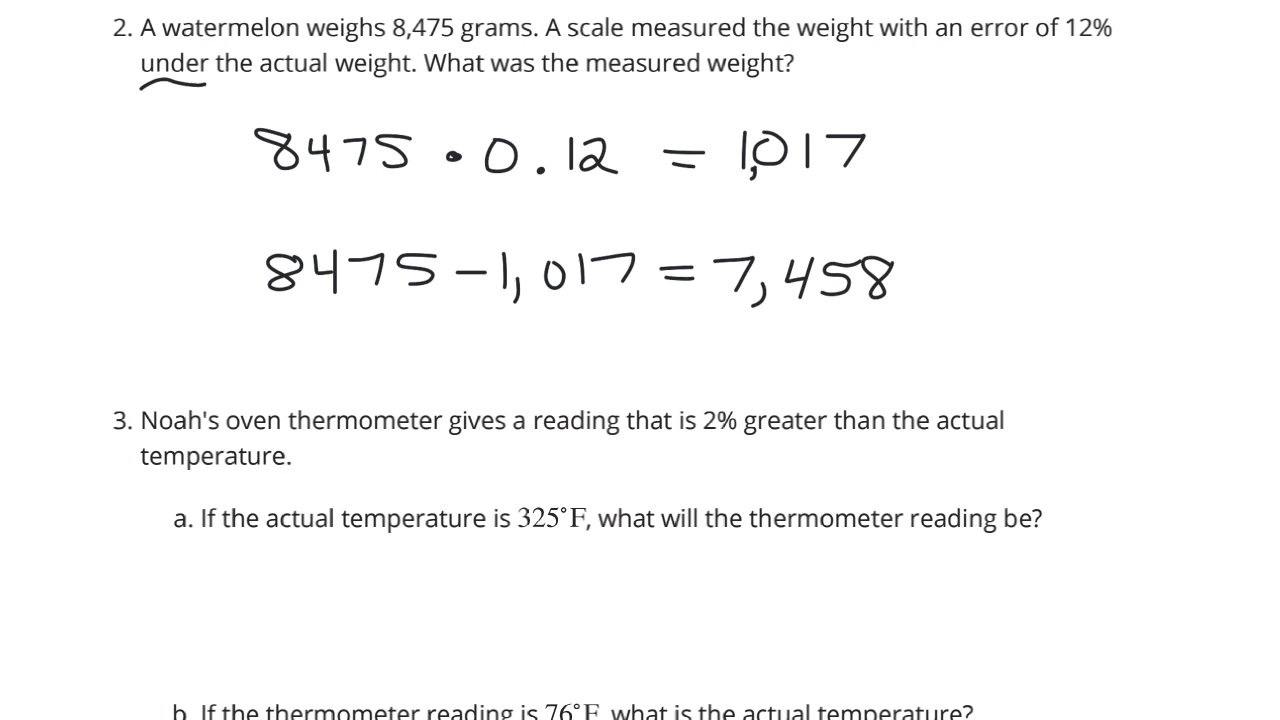 2. A watermelon weighs 8,475 grams. A scale measured the weight with an error of 12%
under the actual weight. What was the measured weight?
8475 · 0.12 = 1,017
8475 - 1,017 = 7,458
3. Noah's oven thermometer gives a reading that is 2% greater than the actual
temperature.
a. If the actual temperature is 325°F, what will the thermometer reading be?
b. If the thermometer reading is 76°F, what is the actual temperature?